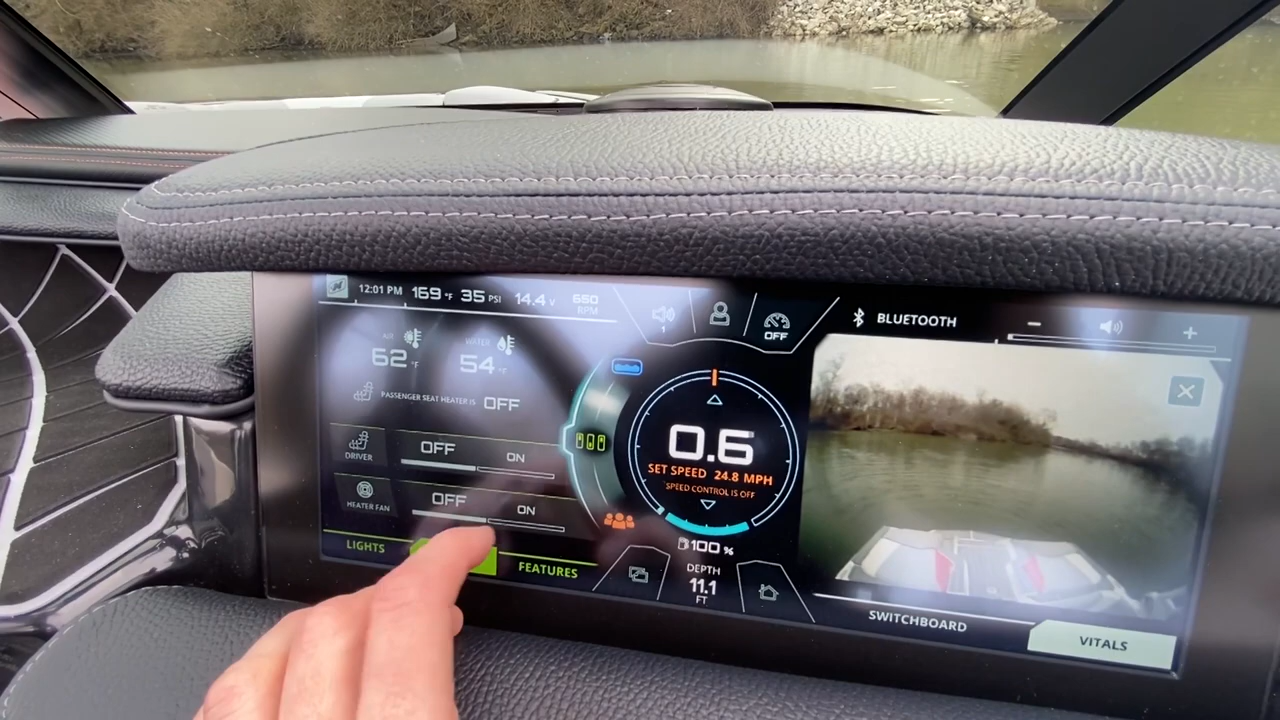 12:01 PM 169 °F 35 PSI 14.4 V 650 RPM
1
OFF
BLUETOOTH
- +
AIR 62 °F
WATER 54 °F
PASSENGER SEAT HEATER IS OFF
DRIVER OFF ON
HEATER FAN OFF ON
LIGHTS
FEATURES
0.6
SET SPEED 24.8 MPH
SPEED CONTROL IS OFF
100 %
DEPTH
11.1
FT
SWITCHBOARD
VITALS